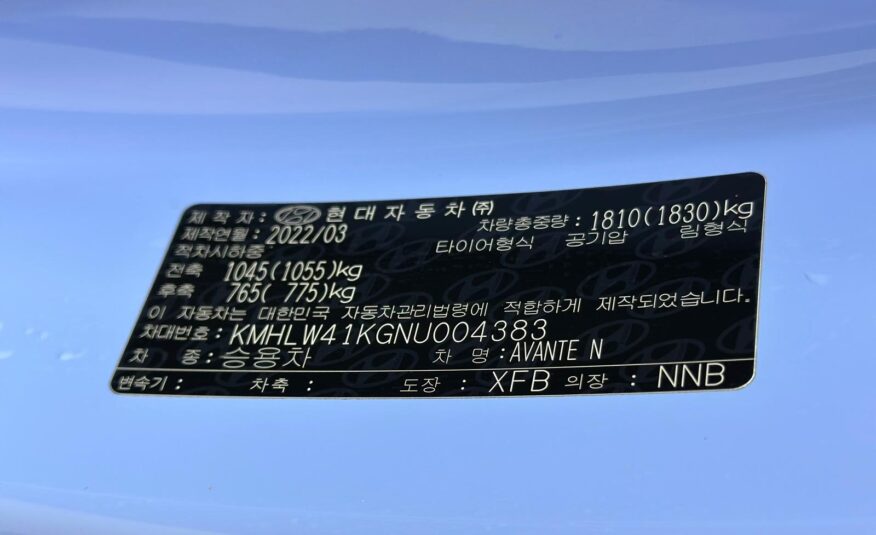 제 작 자 : 현대자동차㈜
차량총중량 : 1810(1830)kg
제작연월 : 2022/03
타이어형식 공기압 림형식
적차시하중
전축 1045(1055)kg
후축 765( 775)kg
이 자동차는 대한민국 자동차관리법령에 적합하게 제작되었습니다.
차대번호 : KMHLW41KGNU004383
차 종 : 승용차 차 명 : AVANTE N
변속기 : 차축 : 도장 : XFB 의장 : NNB